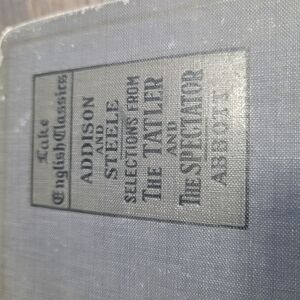 Lake
English Classics
ADDISON
AND
STEELE
SELECTIONS FROM
THE TATLER
AND
THE SPECTATOR
ABBOTT